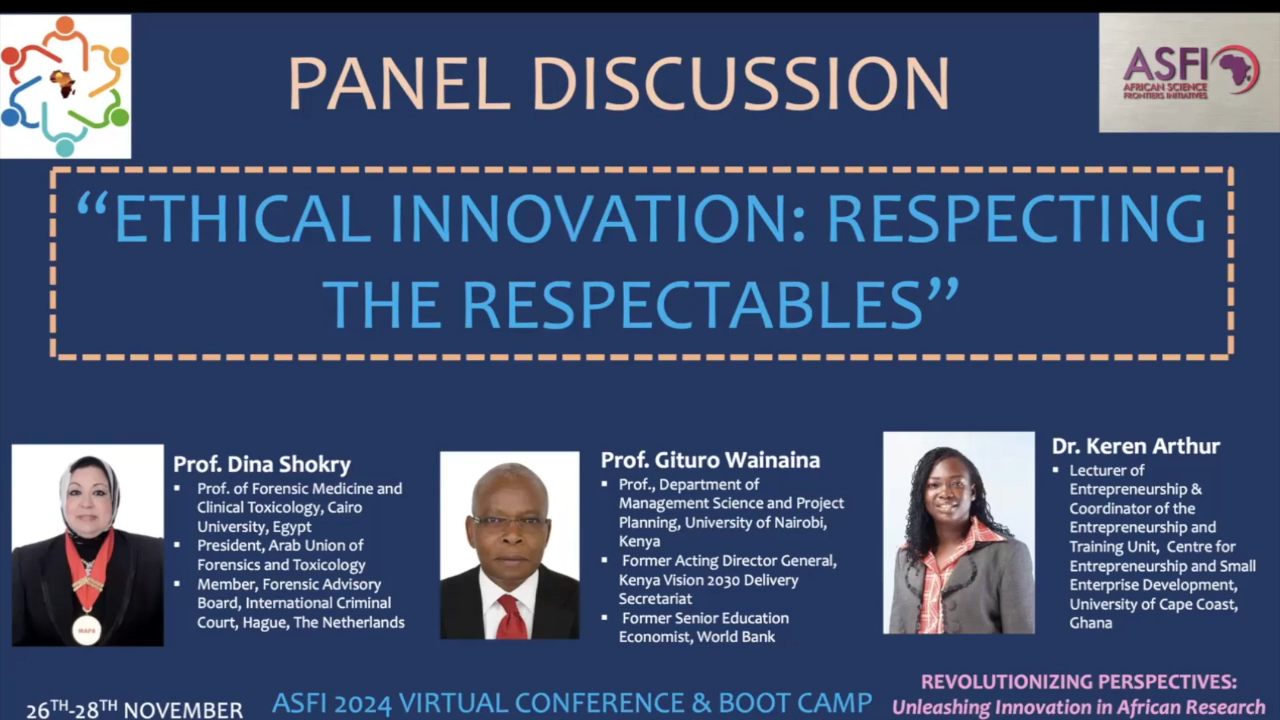 PANEL DISCUSSION
ASFI
AFRICAN SCIENCE
FRONTIERS INITIATIVES
“ETHICAL INNOVATION: RESPECTING
THE RESPECTABLES”
Prof. Dina Shokry
▪ Prof. of Forensic Medicine and
Clinical Toxicology, Cairo
University, Egypt
▪ President, Arab Union of
Forensics and Toxicology
▪ Member, Forensic Advisory
Board, International Criminal
Court, Hague, The Netherlands
MAFS
Prof. Gituro Wainaina
▪ Prof., Department of
Management Science and Project
Planning, University of Nairobi,
Kenya
▪ Former Acting Director General,
Kenya Vision 2030 Delivery
Secretariat
▪ Former Senior Education
Economist, World Bank
Dr. Keren Arthur
▪ Lecturer of
Entrepreneurship &
Coordinator of the
Entrepreneurship and
Training Unit, Centre for
Entrepreneurship and Small
Enterprise Development,
University of Cape Coast,
Ghana
26TH-28TH NOVEMBER
ASFI 2024 VIRTUAL CONFERENCE & BOOT CAMP
REVOLUTIONIZING PERSPECTIVES:
Unleashing Innovation in African Research